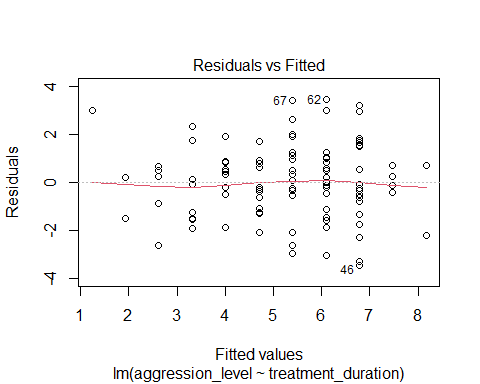 Residuals vs Fitted
Residuals
4
2
0
-2
-4
67
62
46
1 2 3 4 5 6 7 8
Fitted values
lm(aggression_level ~ treatment_duration)